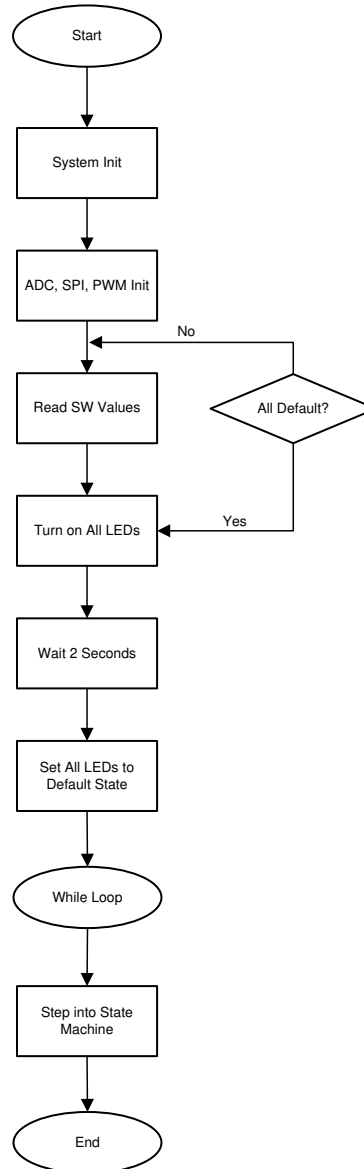 Start
System Init
ADC, SPI, PWM Init
No
Read SW Values
All Default?
Turn on All LEDs
Yes
Wait 2 Seconds
Set All LEDs to
Default State
While Loop
Step into State
Machine
End